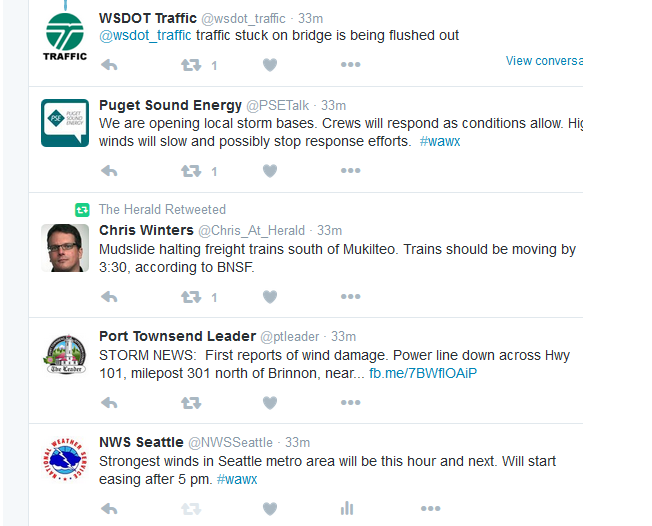 WSDOT Traffic @wsdot_traffic · 33m
@wsdot_traffic traffic stuck on bridge is being flushed out
TRAFFIC
1
View conversa
Puget Sound Energy @PSETalk · 33m
PSE PUGET SOUND ENERGY
We are opening local storm bases. Crews will respond as conditions allow. Hig
winds will slow and possibly stop response efforts. #wawx
1
The Herald Retweeted
Chris Winters @Chris_At_Herald · 33m
Mudslide halting freight trains south of Mukilteo. Trains should be moving by
3:30, according to BNSF.
1
Port Townsend Leader @ptleader · 33m
STORM NEWS: First reports of wind damage. Power line down across Hwy
The Leader
101, milepost 301 north of Brinnon, near... fb.me/7BWflOAiP
NWS Seattle @NWSSeattle · 33m
NATIONAL WEATHER SERVICE
Strongest winds in Seattle metro area will be this hour and next. Will start
easing after 5 pm. #wawx